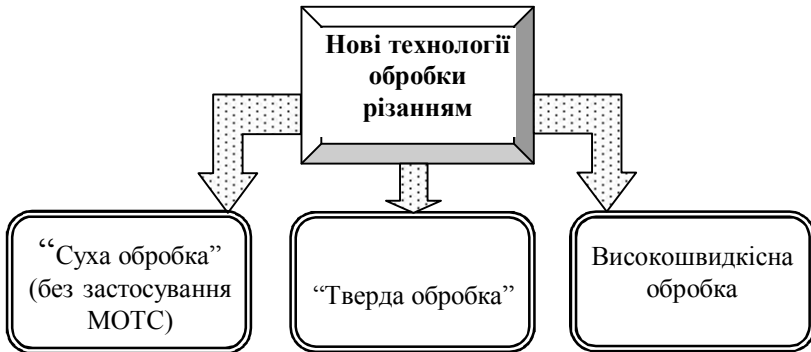 Нові технології
обробки
різанням
“Суха обробка”
(без застосування
МОТС)
“Тверда обробка”
Високошвидкісна
обробка